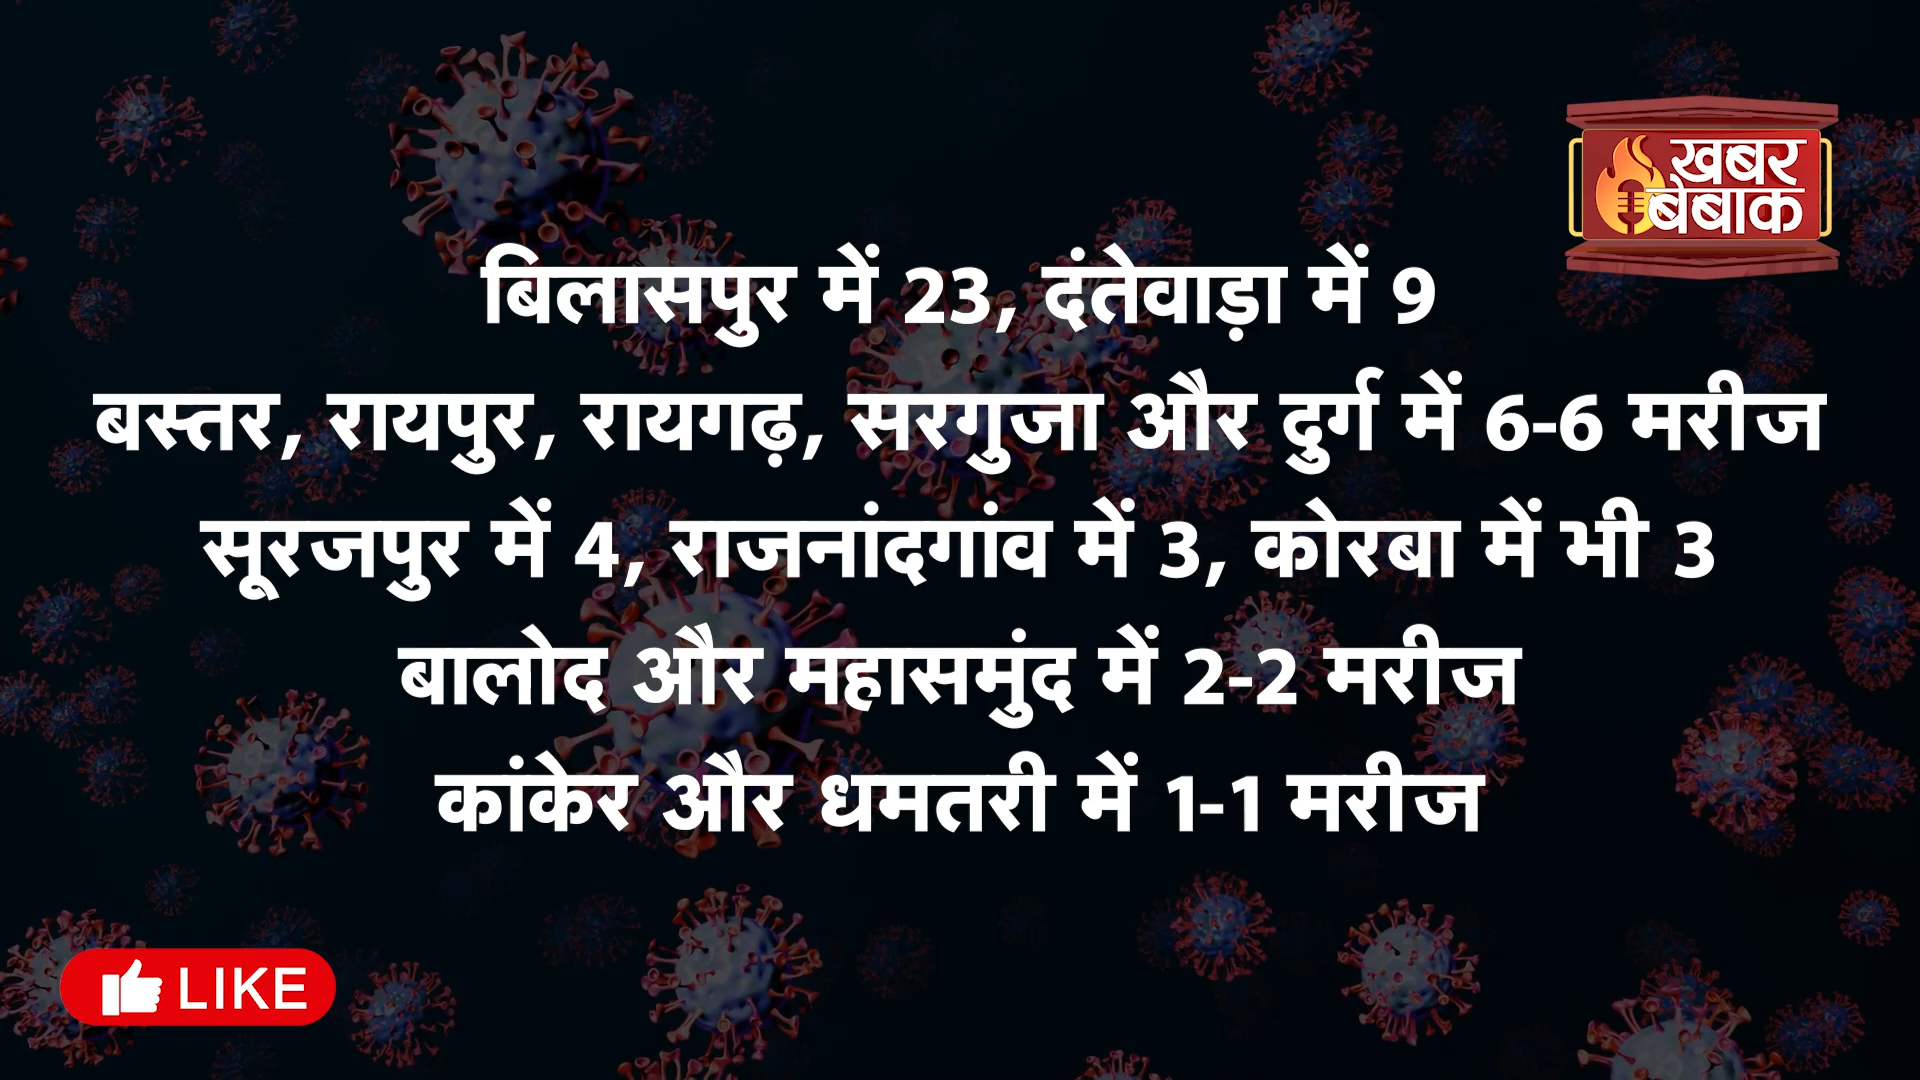 ख़बर
बेबाक
बिलासपुर में 23, दंतेवाड़ा में 9
बस्तर, रायपुर, रायगढ़, सरगुजा और दुर्ग में 6-6 मरीज
सूरजपुर में 4, राजनांदगांव में 3, कोरबा में भी 3
बालोद और महासमुंद में 2-2 मरीज
कांकेर और धमतरी में 1-1 मरीज
LIKE